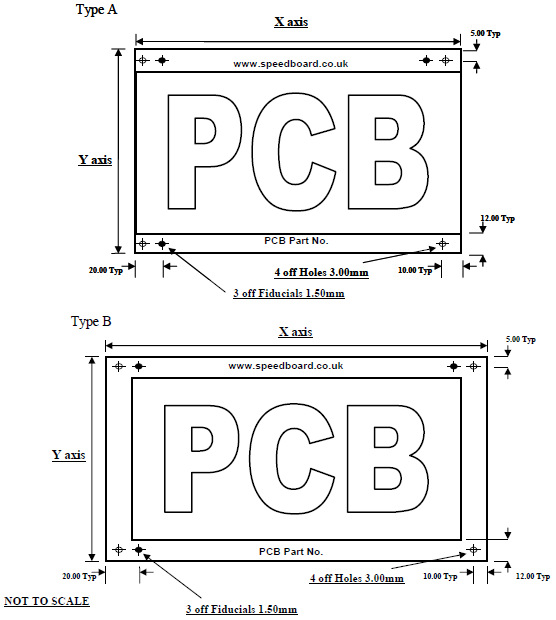 Type A
X axis
5.00 Typ
www.speedboard.co.uk
PCB
Y axis
12.00 Typ
PCB Part No.
20.00 Typ
4 off Holes 3.00mm
10.00 Typ
3 off Fiducials 1.50mm
Type B
X axis
5.00 Typ
www.speedboard.co.uk
PCB
Y axis
PCB Part No.
20.00 Typ
4 off Holes 3.00mm
10.00 Typ
12.00 Typ
NOT TO SCALE
3 off Fiducials 1.50mm